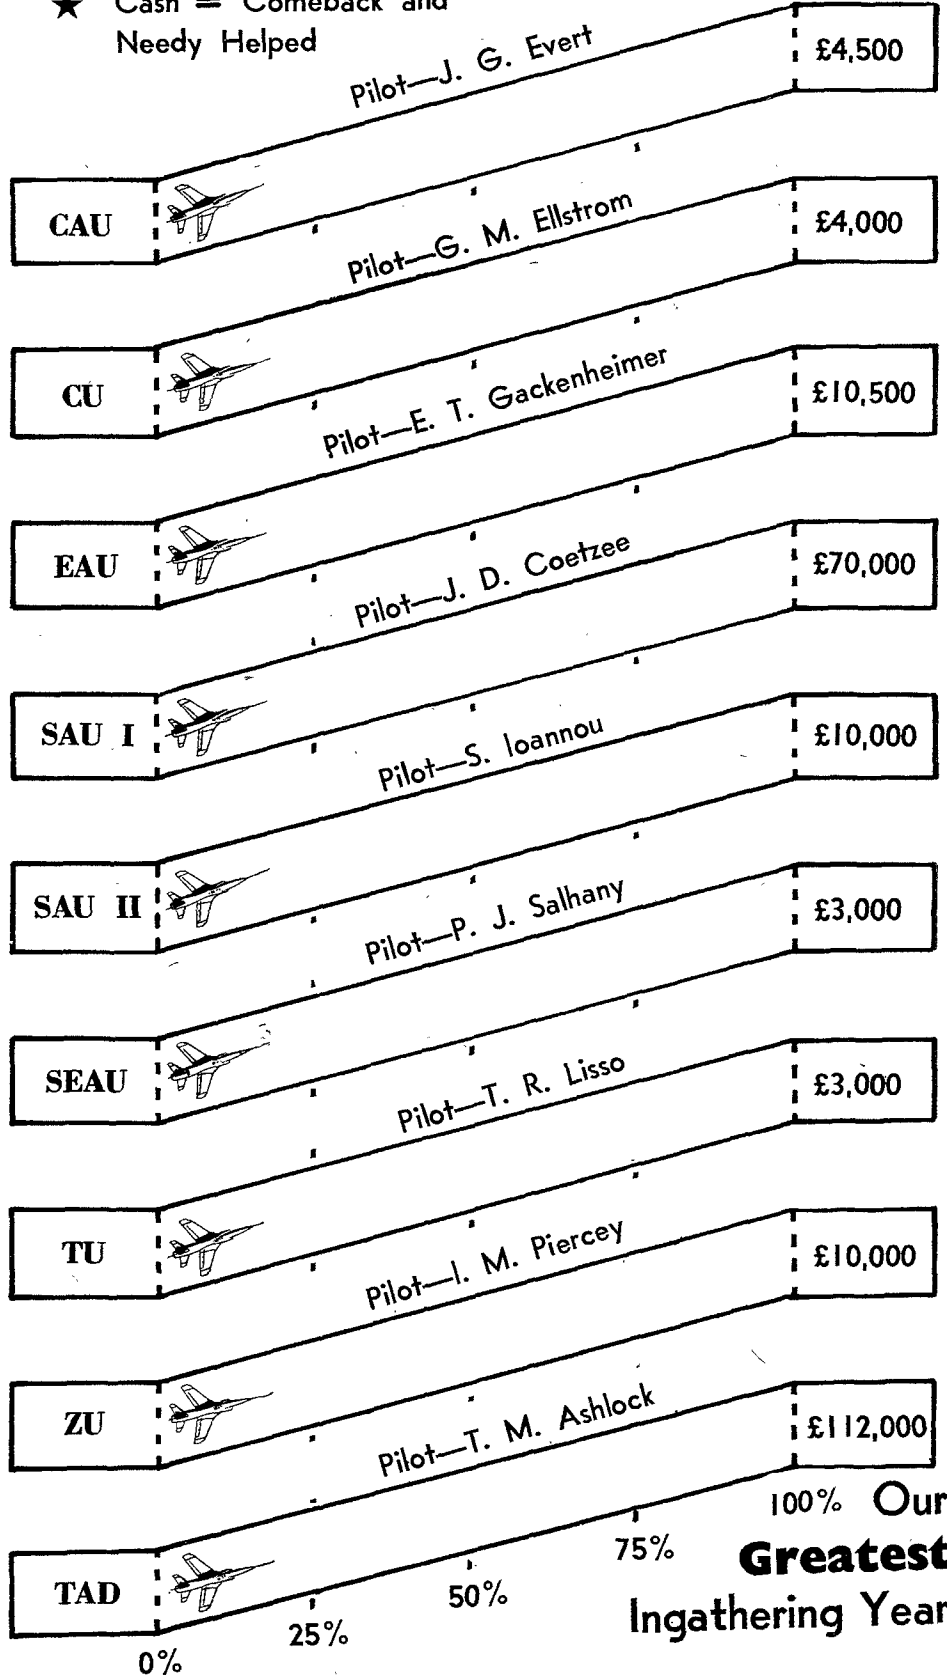 ★ Cash = Comeback and
Needy Helped
CAU
Pilot—J. G. Evert
£4,500
CU
Pilot—G. M. Ellstrom
£4,000
EAU
Pilot—E. T. Gackenheimer
£10,500
SAU I
Pilot—J. D. Coetzee
£70,000
SAU II
Pilot—S. Ioannou
£10,000
SEAU
Pilot—P. J. Salhany
£3,000
TU
Pilot—T. R. Lisso
£3,000
ZU
Pilot—I. M. Piercey
£10,000
TAD
Pilot—T. M. Ashlock
£112,000
0%
25%
50%
75%
100%
Our
Greatest
Ingathering Year